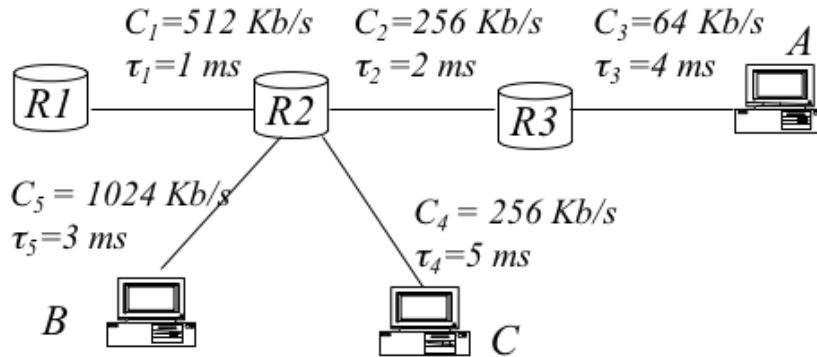 C₁=512 Kb/s
τ₁=1 ms
C₂=256 Kb/s
τ₂=2 ms
C₃=64 Kb/s
τ₃=4 ms
A
R1
R2
R3
C₅ = 1024 Kb/s
τ₅=3 ms
C₄ = 256 Kb/s
τ₄=5 ms
B
C